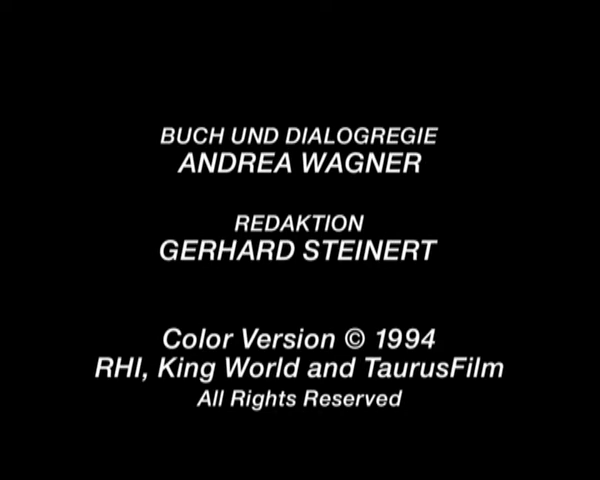 BUCH UND DIALOGREGIE
ANDREA WAGNER
REDAKTION
GERHARD STEINERT
Color Version © 1994
RHI, King World and TaurusFilm
All Rights Reserved